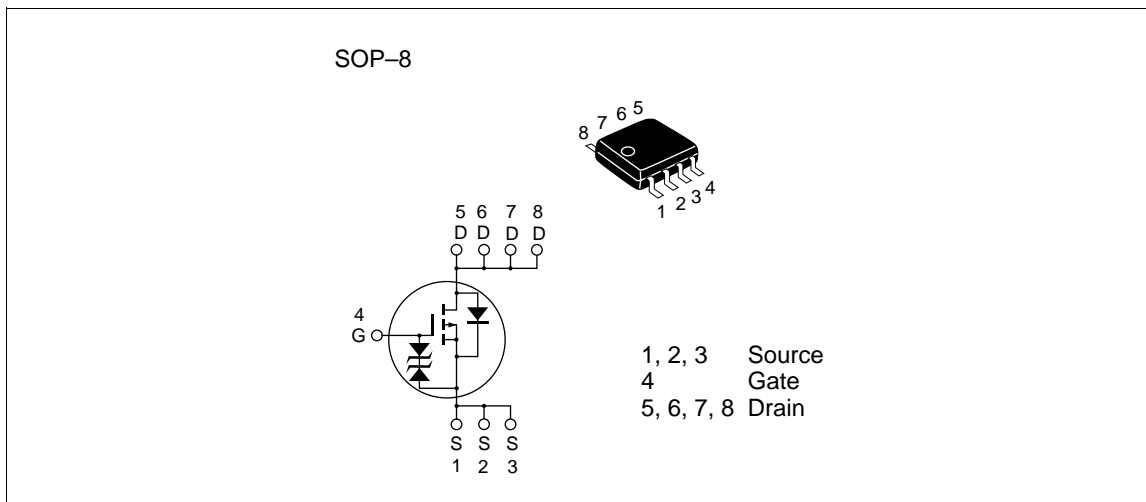 SOP–8
8 7 6 5
1 2 3 4
5 6 7 8
D D D D
4
G
1, 2, 3 Source
4 Gate
5, 6, 7, 8 Drain
S S S
1 2 3